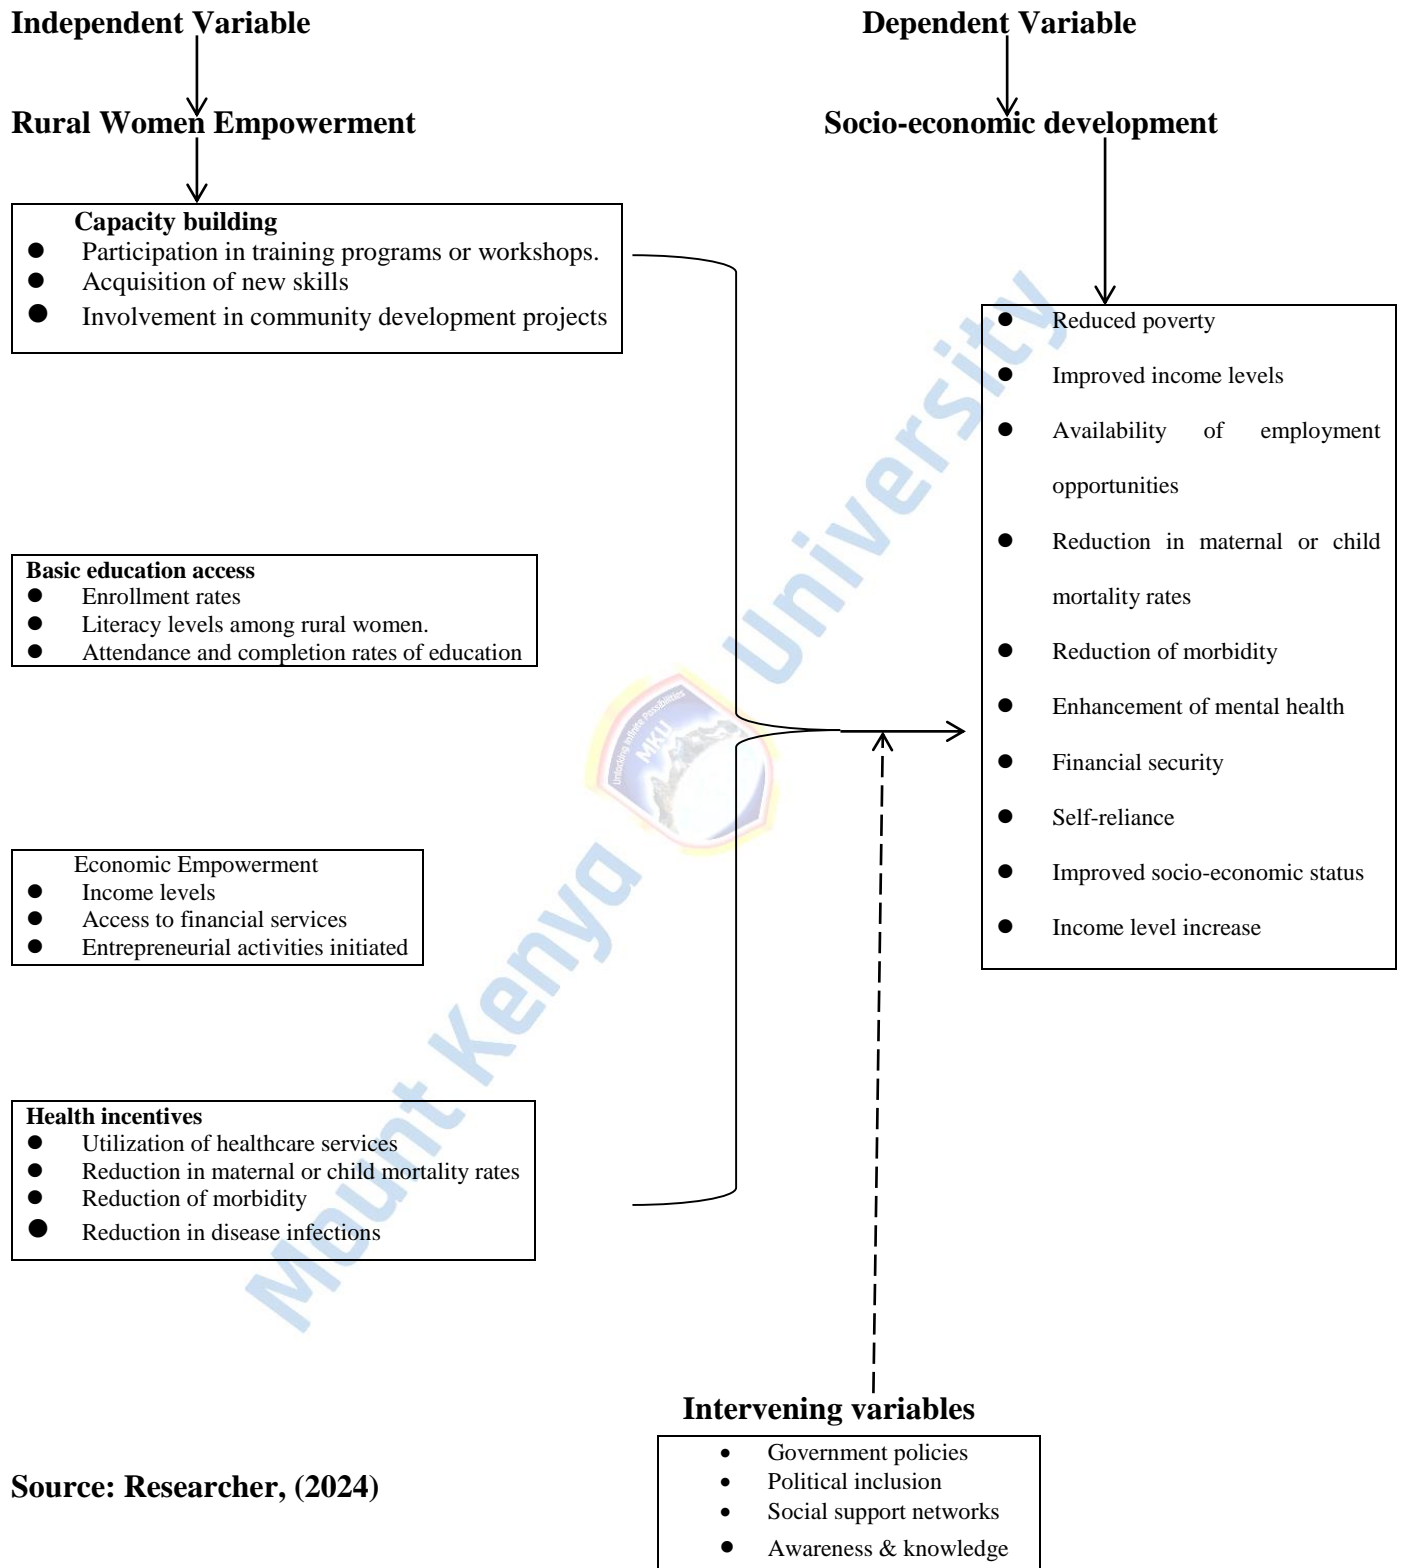 Independent Variable
Dependent Variable
Rural Women Empowerment
Socio-economic development
Capacity building
● Participation in training programs or workshops.
● Acquisition of new skills
● Involvement in community development projects
● Reduced poverty
● Improved income levels
● Availability of employment
opportunities
● Reduction in maternal or child
mortality rates
● Reduction of morbidity
● Enhancement of mental health
● Financial security
● Self-reliance
● Improved socio-economic status
● Income level increase
Basic education access
● Enrollment rates
● Literacy levels among rural women.
● Attendance and completion rates of education
Economic Empowerment
● Income levels
● Access to financial services
● Entrepreneurial activities initiated
Health incentives
● Utilization of healthcare services
● Reduction in maternal or child mortality rates
● Reduction of morbidity
● Reduction in disease infections
Intervening variables
• Government policies
• Political inclusion
• Social support networks
● Awareness & knowledge
Source: Researcher, (2024)
Mount Kenya University
Unlocking Infinite Possibilities
MKU